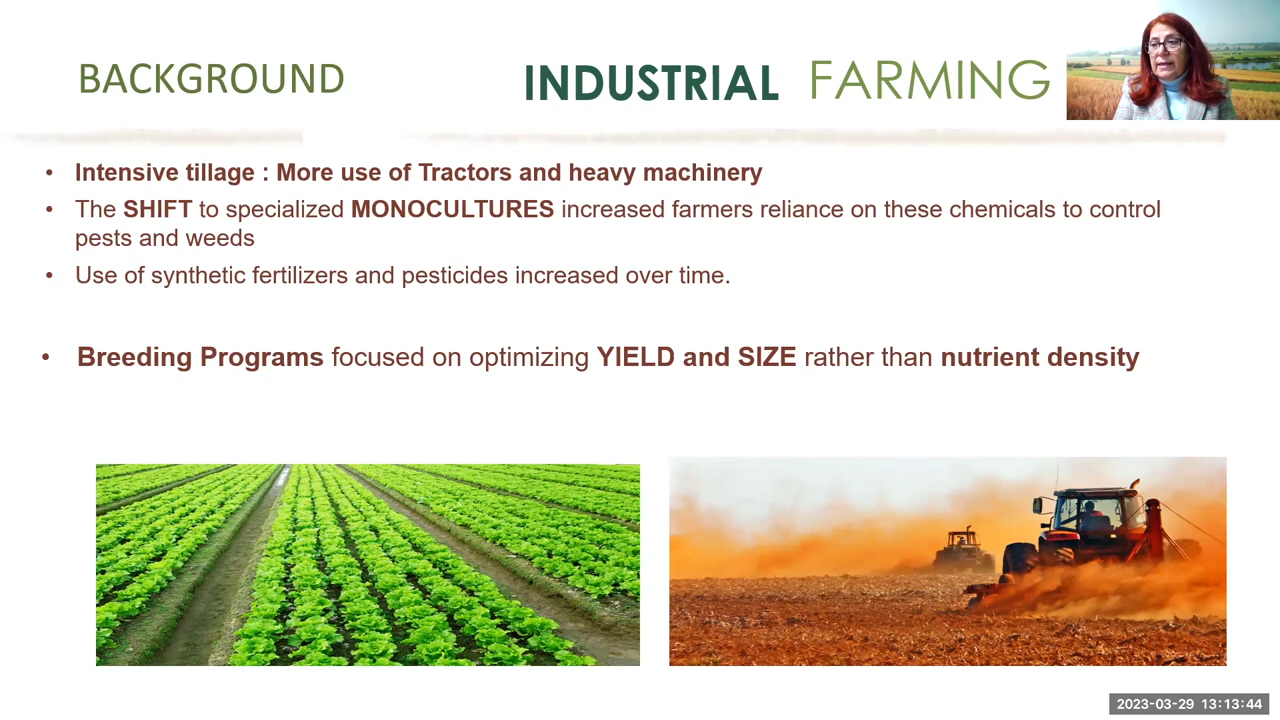 BACKGROUND
INDUSTRIAL FARMING
• Intensive tillage : More use of Tractors and heavy machinery
• The SHIFT to specialized MONOCULTURES increased farmers reliance on these chemicals to control
pests and weeds
• Use of synthetic fertilizers and pesticides increased over time.
• Breeding Programs focused on optimizing YIELD and SIZE rather than nutrient density
2023-03-29 13:13:44